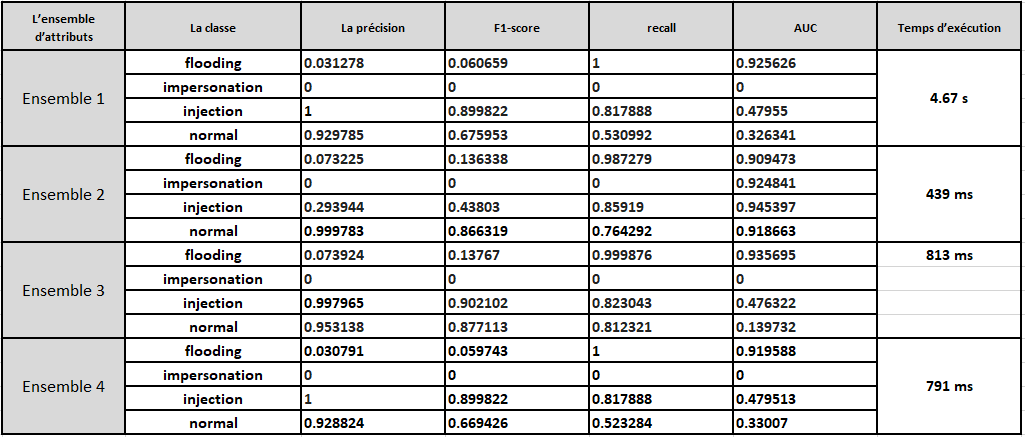 L'ensemble d'attributs La classe La précision F1-score recall AUC Temps d'exécution
Ensemble 1 flooding 0.031278 0.060659 1 0.925626 4.67 s
impersonation 0 0 0 0
injection 1 0.899822 0.817888 0.47955
normal 0.929785 0.675953 0.530992 0.326341
Ensemble 2 flooding 0.073225 0.136338 0.987279 0.909473 439 ms
impersonation 0 0 0 0.924841
injection 0.293944 0.43803 0.85919 0.945397
normal 0.999783 0.866319 0.764292 0.918663
Ensemble 3 flooding 0.073924 0.13767 0.999876 0.935695 813 ms
impersonation 0 0 0 0
injection 0.997965 0.902102 0.823043 0.476322
normal 0.953138 0.877113 0.812321 0.139732
Ensemble 4 flooding 0.030791 0.059743 1 0.919588 791 ms
impersonation 0 0 0 0
injection 1 0.899822 0.817888 0.479513
normal 0.928824 0.669426 0.523284 0.33007